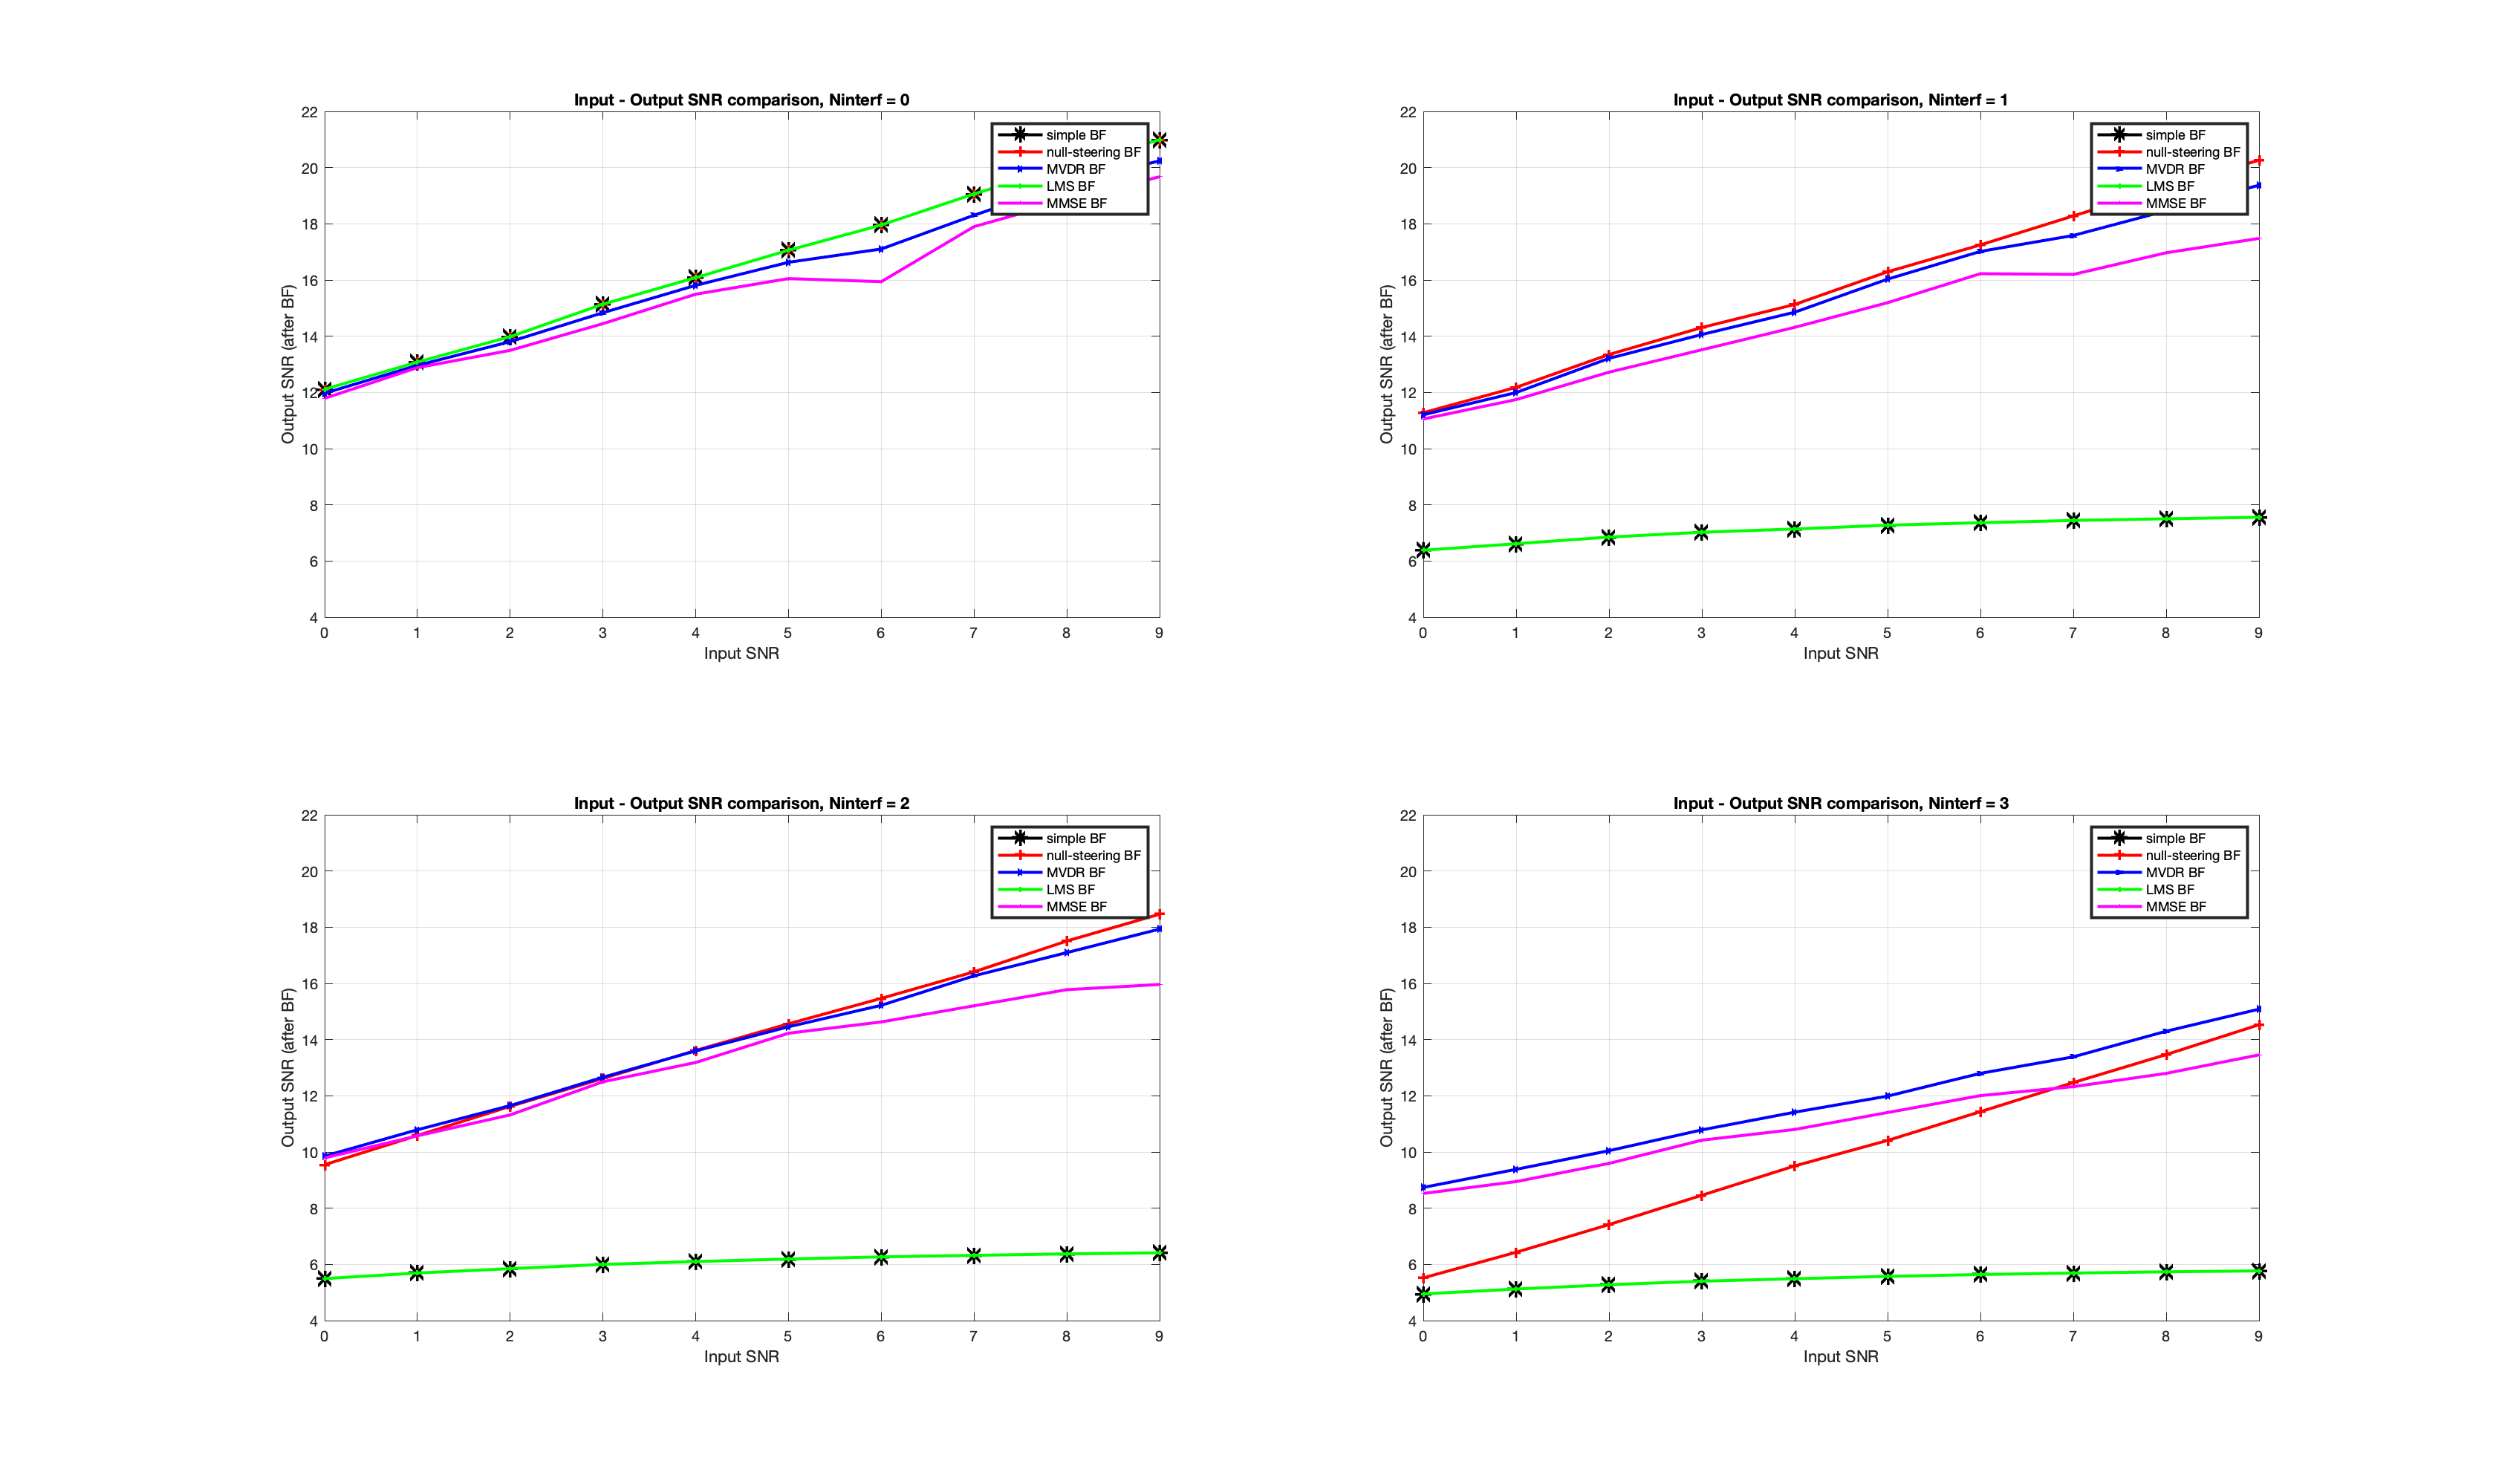 Input - Output SNR comparison, Ninterf = 0
22
20
18
16
14
12
10
8
6
4
Output SNR (after BF)
simple BF
null-steering BF
MVDR BF
LMS BF
MMSE BF
0 1 2 3 4 5 6 7 8 9
Input SNR
Input - Output SNR comparison, Ninterf = 1
22
20
18
16
14
12
10
8
6
4
Output SNR (after BF)
simple BF
null-steering BF
MVDR BF
LMS BF
MMSE BF
0 1 2 3 4 5 6 7 8 9
Input SNR
Input - Output SNR comparison, Ninterf = 2
22
20
18
16
14
12
10
8
6
4
Output SNR (after BF)
simple BF
null-steering BF
MVDR BF
LMS BF
MMSE BF
0 1 2 3 4 5 6 7 8 9
Input SNR
Input - Output SNR comparison, Ninterf = 3
22
20
18
16
14
12
10
8
6
4
Output SNR (after BF)
simple BF
null-steering BF
MVDR BF
LMS BF
MMSE BF
0 1 2 3 4 5 6 7 8 9
Input SNR